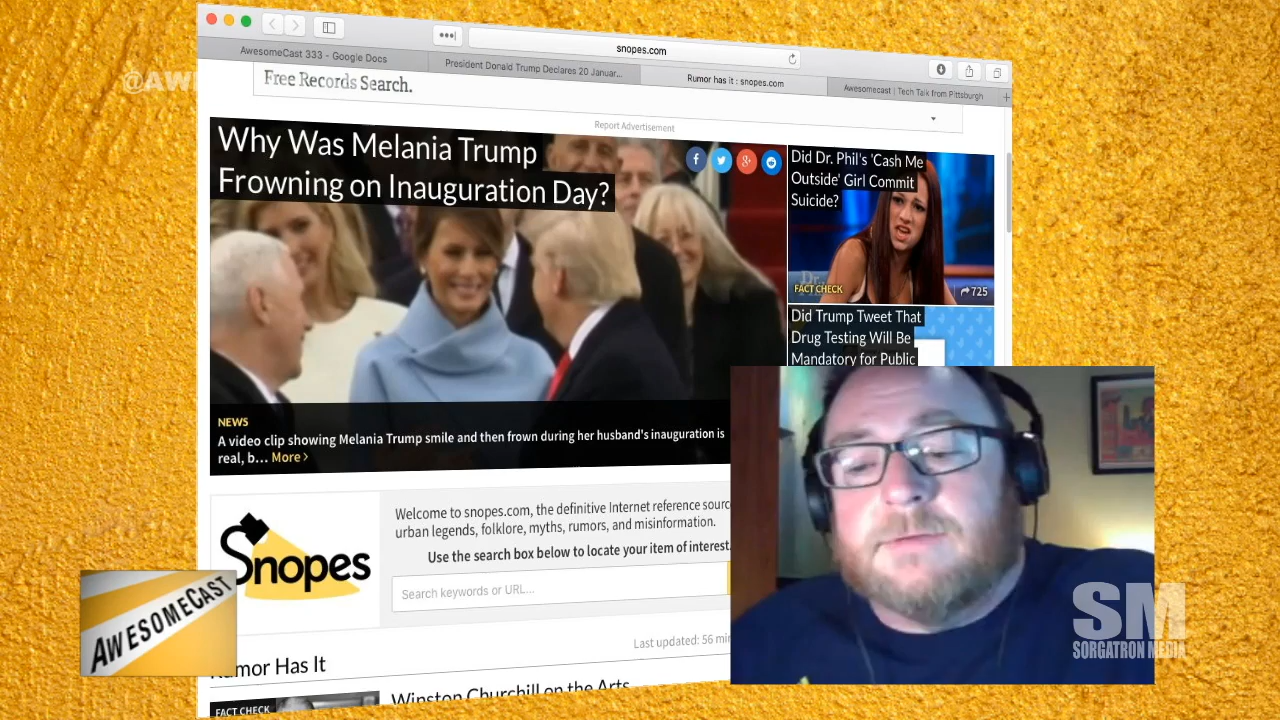 snopes.com
AwesomeCast 333 - Google Docs
President Donald Trump Declares 20 Januar...
Rumor has it : snopes.com
Awesomecast | Tech Talk from Pittsburgh
@AW
Free Records Search.
Report Advertisement
Why Was Melania Trump
Frowning on Inauguration Day?
Did Dr. Phil's 'Cash Me
Outside' Girl Commit
Suicide?
Dr.
FACT CHECK
725
Did Trump Tweet That
Drug Testing Will Be
Mandatory for Public
NEWS
A video clip showing Melania Trump smile and then frown during her husband's inauguration is
real, b... More >
Snopes
Welcome to snopes.com, the definitive Internet reference
urban legends, folklore, myths, rumors, and misinformation.
Use the search box below to locate your item of interest.
Search keywords or URL...
Last updated: 56
Rumor Has It
FACT CHECK
Winston Churchill on the Arts
AWESOMECAST
SM
SORGATRON MEDIA